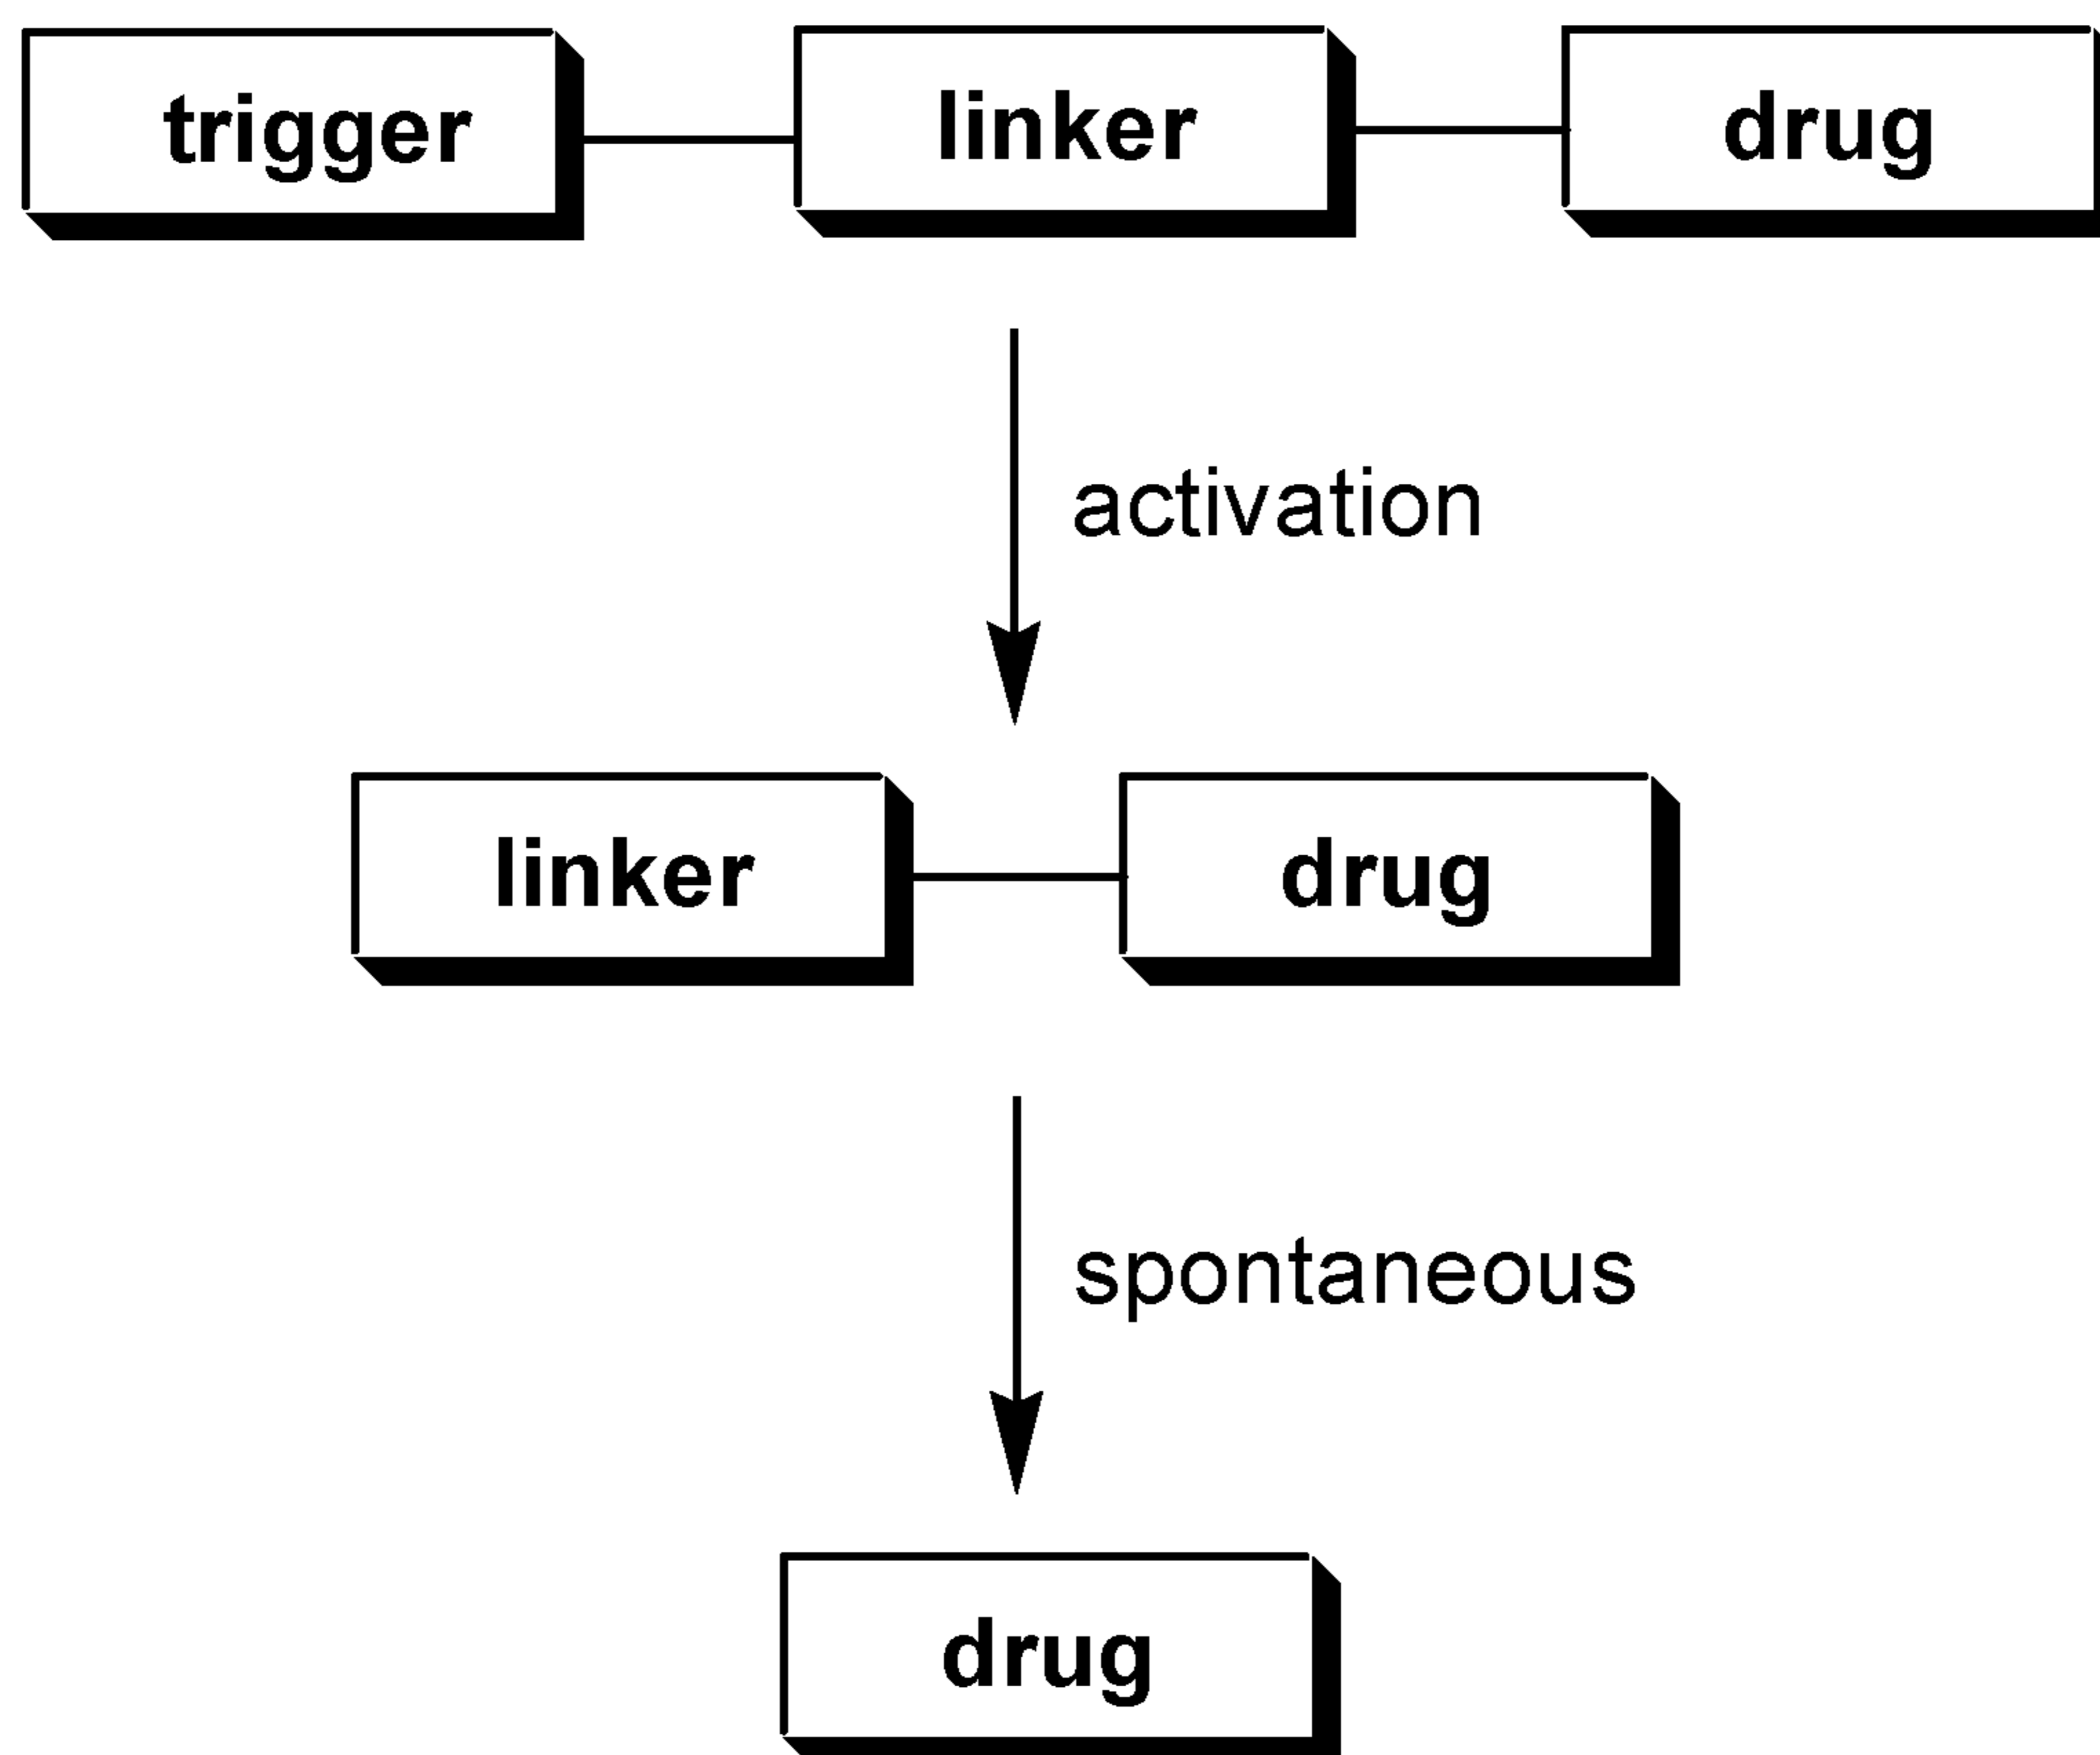 trigger linker drug
activation
linker drug
spontaneous
drug